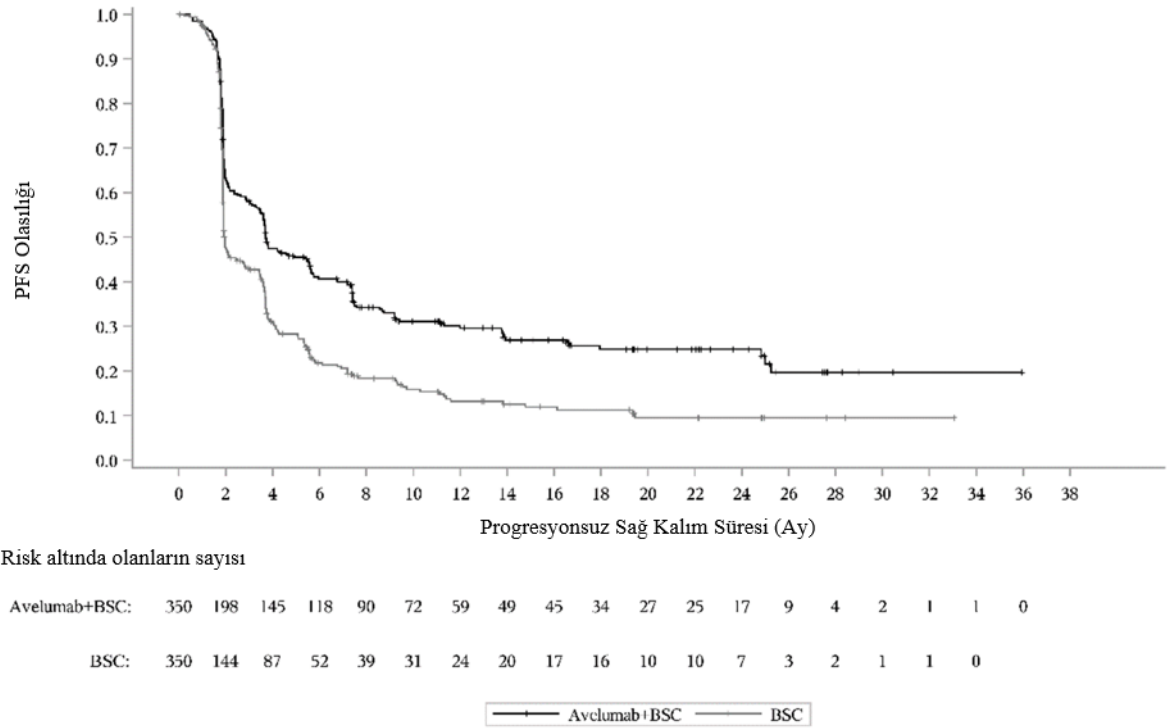 1.0
0.9
0.8
0.7
0.6
0.5
0.4
0.3
0.2
0.1
0.0
PFS Olasılığı
0 2 4 6 8 10 12 14 16 18 20 22 24 26 28 30 32 34 36 38
Progresyonsuz Sağ Kalım Süresi (Ay)
Risk altında olanların sayısı
Avelumab+BSC: 350 198 145 118 90 72 59 49 45 34 27 25 17 9 4 2 1 1 0
BSC: 350 144 87 52 39 31 24 20 17 16 10 10 7 3 2 1 1 0
Avelumab+BSC BSC